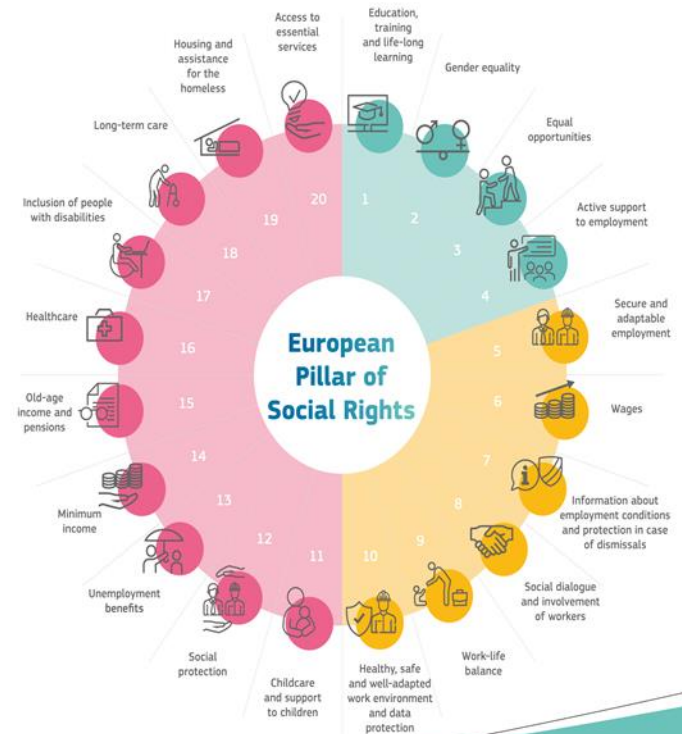 European
Pillar of
Social Rights
1
Education,
training
and life-long
learning
2
Gender equality
3
Equal
opportunities
4
Active support
to employment
5
Secure and
adaptable
employment
6
Wages
7
Information about
employment conditions
and protection in case
of dismissals
8
Social dialogue
and involvement
of workers
9
Work-life
balance
10
Healthy, safe
and well-adapted
work environment
and data
protection
11
Childcare
and support
to children
12
Social
protection
13
Unemployment
benefits
14
Minimum
income
15
Old-age
income and
pensions
16
Healthcare
17
Inclusion of people
with disabilities
18
Long-term care
19
Housing and
assistance
for the
homeless
20
Access to
essential
services